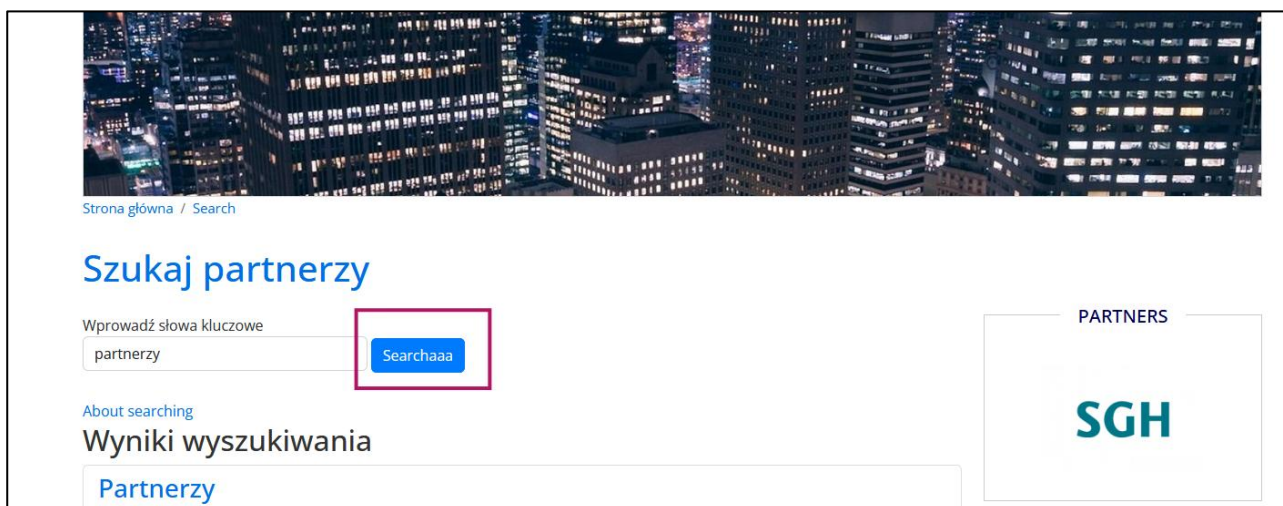 Strona główna / Search
Szukaj partnerzy
Wprowadź słowa kluczowe
partnerzy
Searchaaa
About searching
Wyniki wyszukiwania
Partnerzy
PARTNERS
SGH